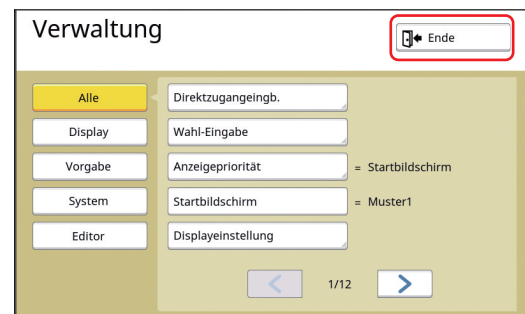 Verwaltung
Ende
Alle
Direktzugangeingb.
Display
Wahl-Eingabe
Vorgabe
Anzeigepriorität = Startbildschirm
System
Startbildschirm = Muster1
Editor
Displayeinstellung
1/12